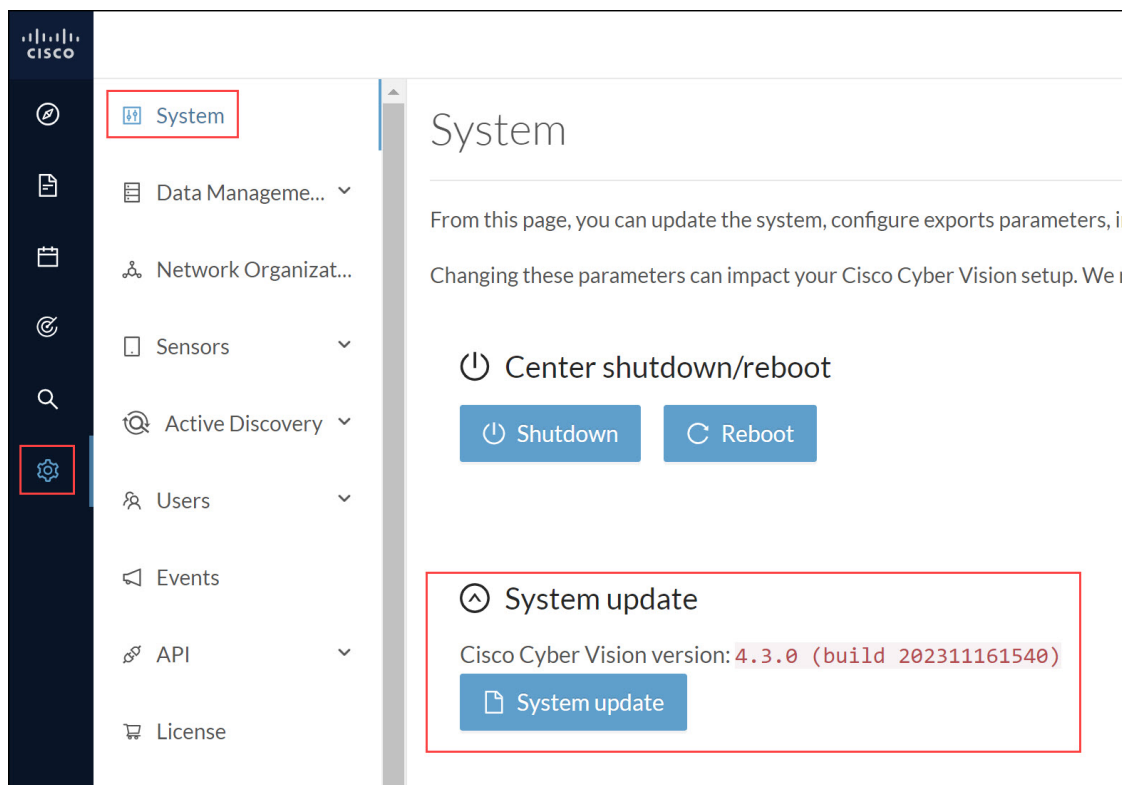 CISCO
System
Data Manageme...
Network Organizat...
Sensors
Active Discovery
Users
Events
API
License
System
From this page, you can update the system, configure exports parameters, i
Changing these parameters can impact your Cisco Cyber Vision setup. We
Center shutdown/reboot
Shutdown
Reboot
System update
Cisco Cyber Vision version: 4.3.0 (build 202311161540)
System update